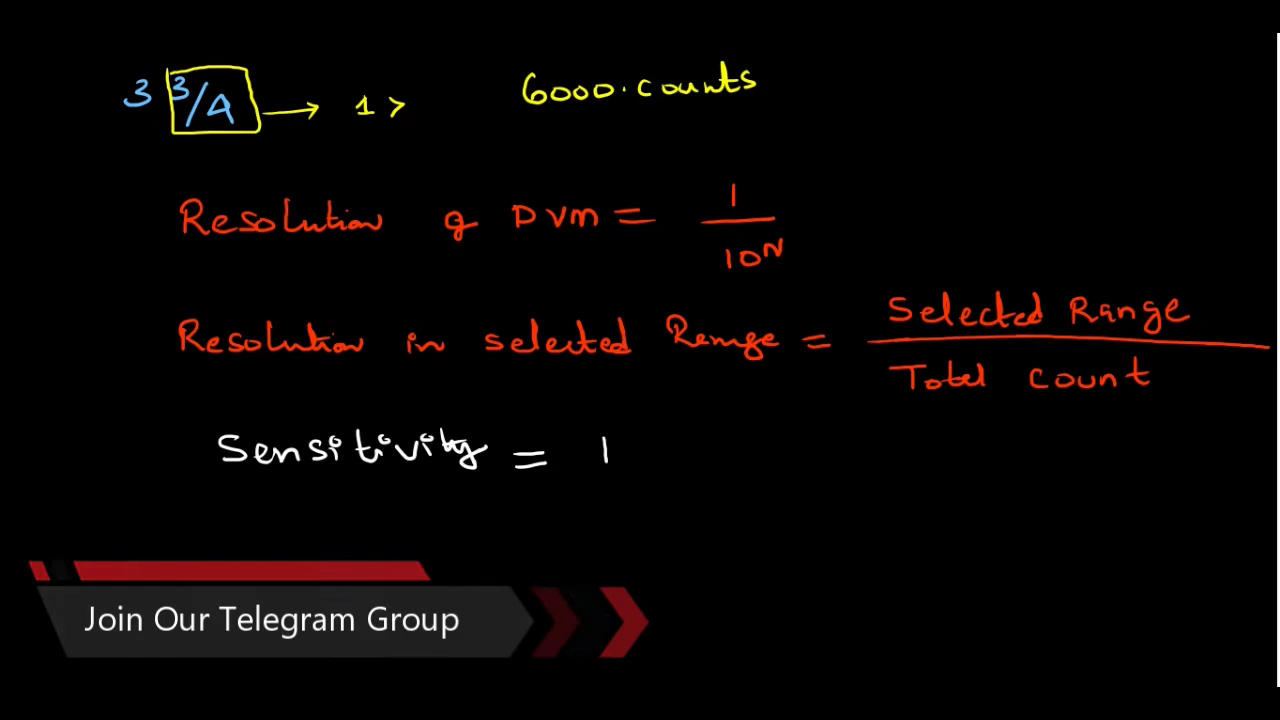 3 3/4 → 1 > 6000.counts
Resolution of DVM = 1/10^N
Resolution in selected Range = Selected Range / Total count
Sensitivity = 1
Join Our Telegram Group